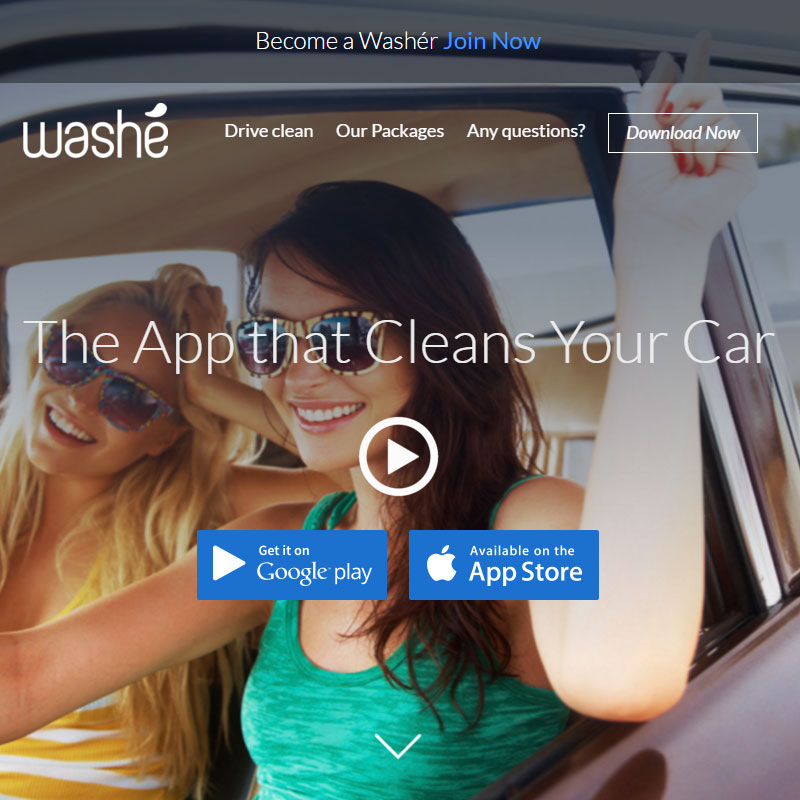 Become a Washér Join Now
washé
Drive clean Our Packages Any questions? Download Now
The App that Cleans Your Car
Get it on
Google play
Available on the
App Store